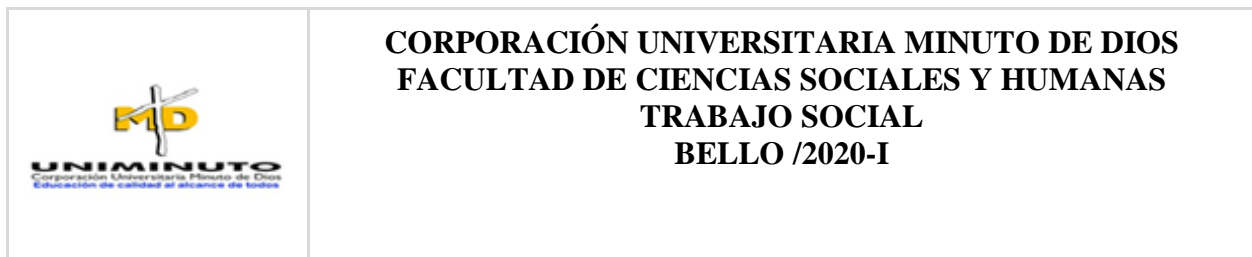 MD
UNIMINUTO
Corporación Universitaria Minuto de Dios
Educación de calidad al alcance de todos
CORPORACIÓN UNIVERSITARIA MINUTO DE DIOS
FACULTAD DE CIENCIAS SOCIALES Y HUMANAS
TRABAJO SOCIAL
BELLO /2020-I